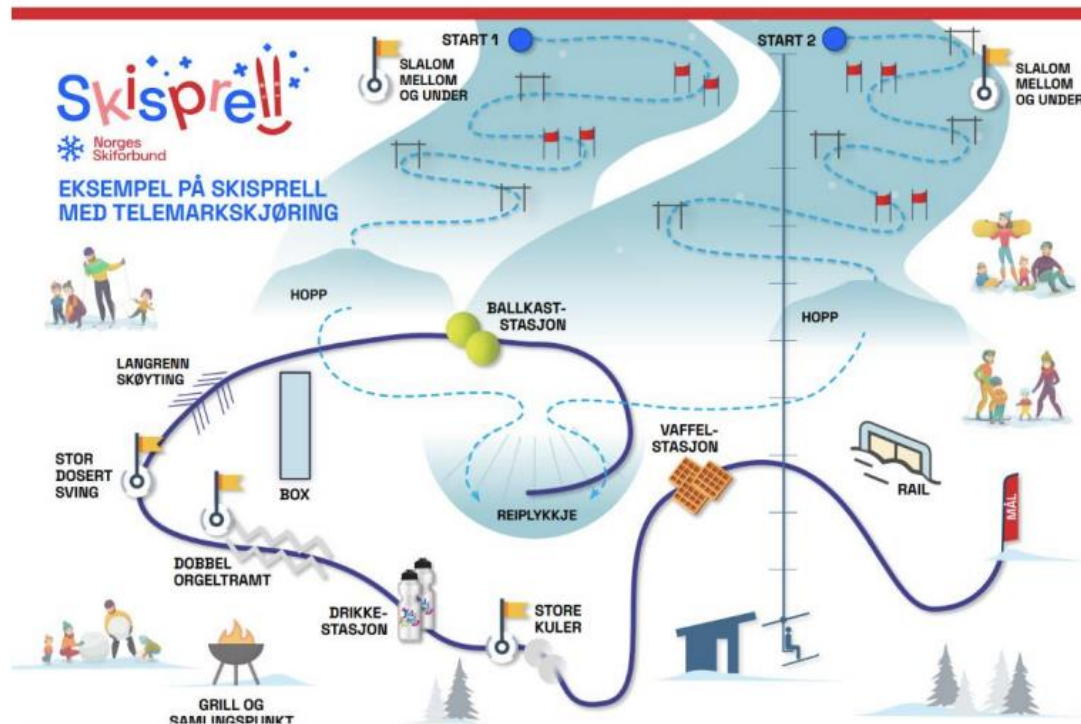 START 1
START 2
SLALOM
MELLOM
OG UNDER
SLALOM
MELLOM
OG UNDER
Skisprell
Norges
Skiforbund
EKSEMPEL PÅ SKISPRELL
MED TELEMARKSKJØRING
HOPP
BALLKAST-
STASJON
HOPP
LANGRENN
SKØYTING
STOR
DOSERT
SVING
BOX
VAFFEL-
STASJON
RAIL
MÅL
REIPLYKKJE
DOBBEL
ORGELTRAMT
DRIKKE-
STASJON
STORE
KULER
GRILL OG
SAMLINGSPUNKT